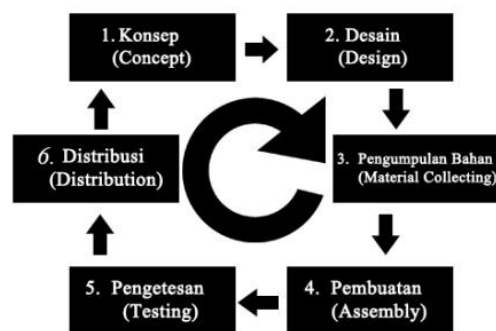 1. Konsep
(Concept)
2. Desain
(Design)
3. Pengumpulan Bahan
(Material Collecting)
4. Pembuatan
(Assembly)
5. Pengetesan
(Testing)
6. Distribusi
(Distribution)